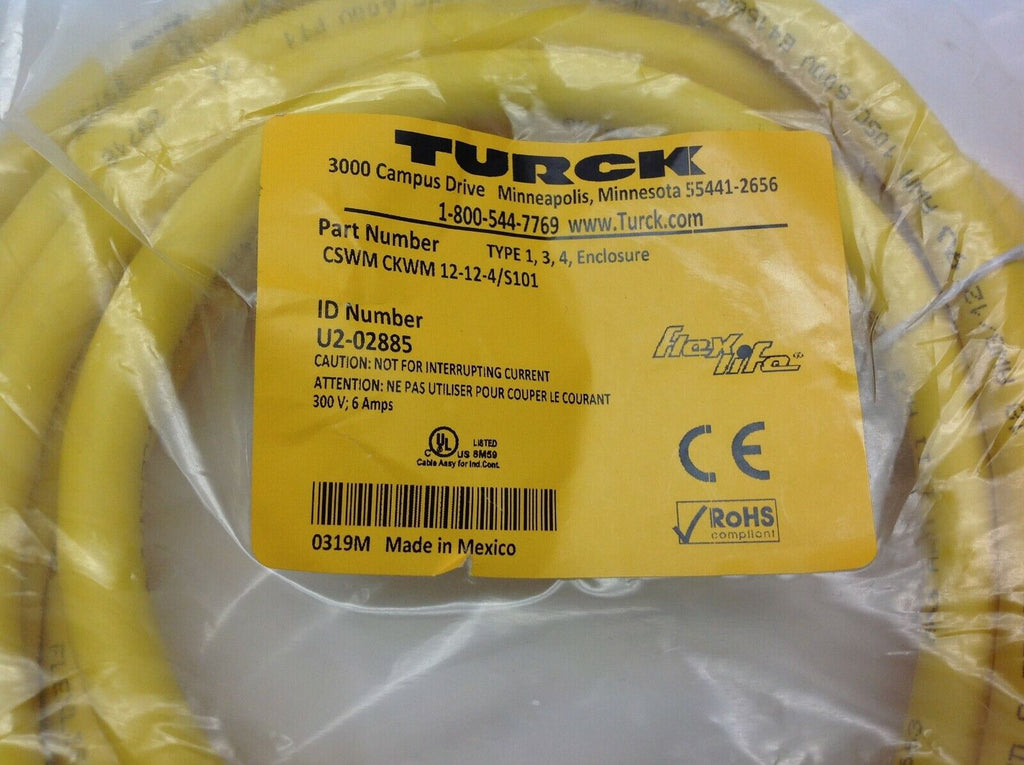 TURCK
3000 Campus Drive Minneapolis, Minnesota 55441-2656
1-800-544-7769 www.Turck.com
Part Number TYPE 1, 3, 4, Enclosure
CSWM CKWM 12-12-4/S101
ID Number
U2-02885
CAUTION: NOT FOR INTERRUPTING CURRENT
ATTENTION: NE PAS UTILISER POUR COUPER LE COURANT
300 V; 6 Amps
flexlife®
C UL US LISTED
8M59
Cable Assy for Ind.Cont.
CE
RoHS
compliant
0319M Made in Mexico